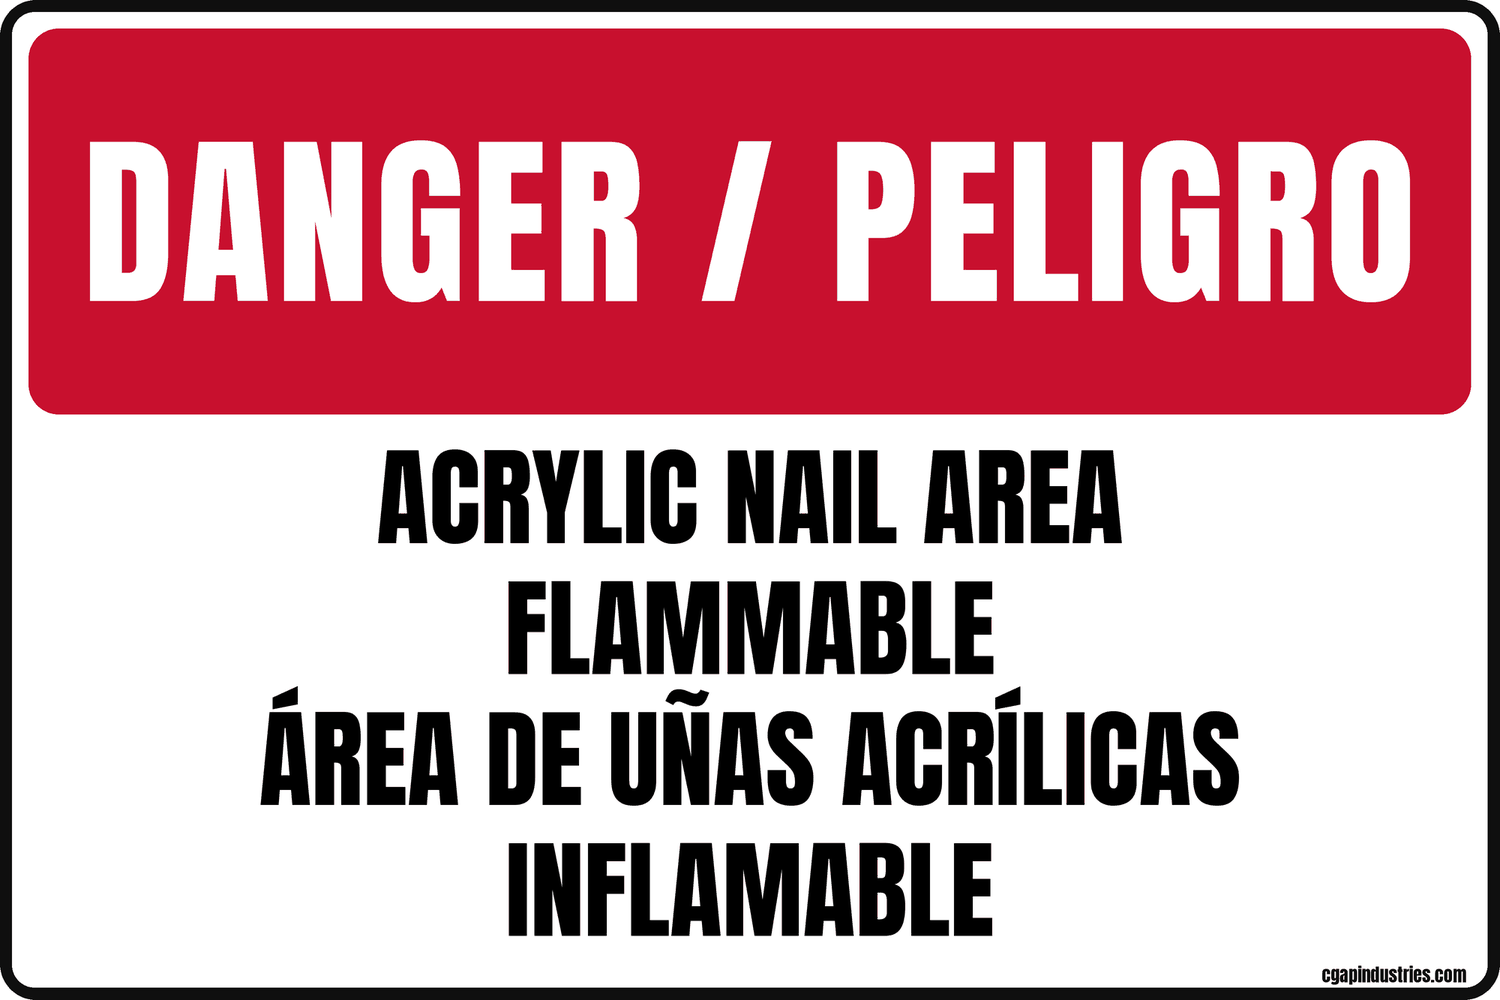 DANGER / PELIGRO
ACRYLIC NAIL AREA
FLAMMABLE
ÁREA DE UÑAS ACRÍLICAS
INFLAMABLE
cgapindustries.com